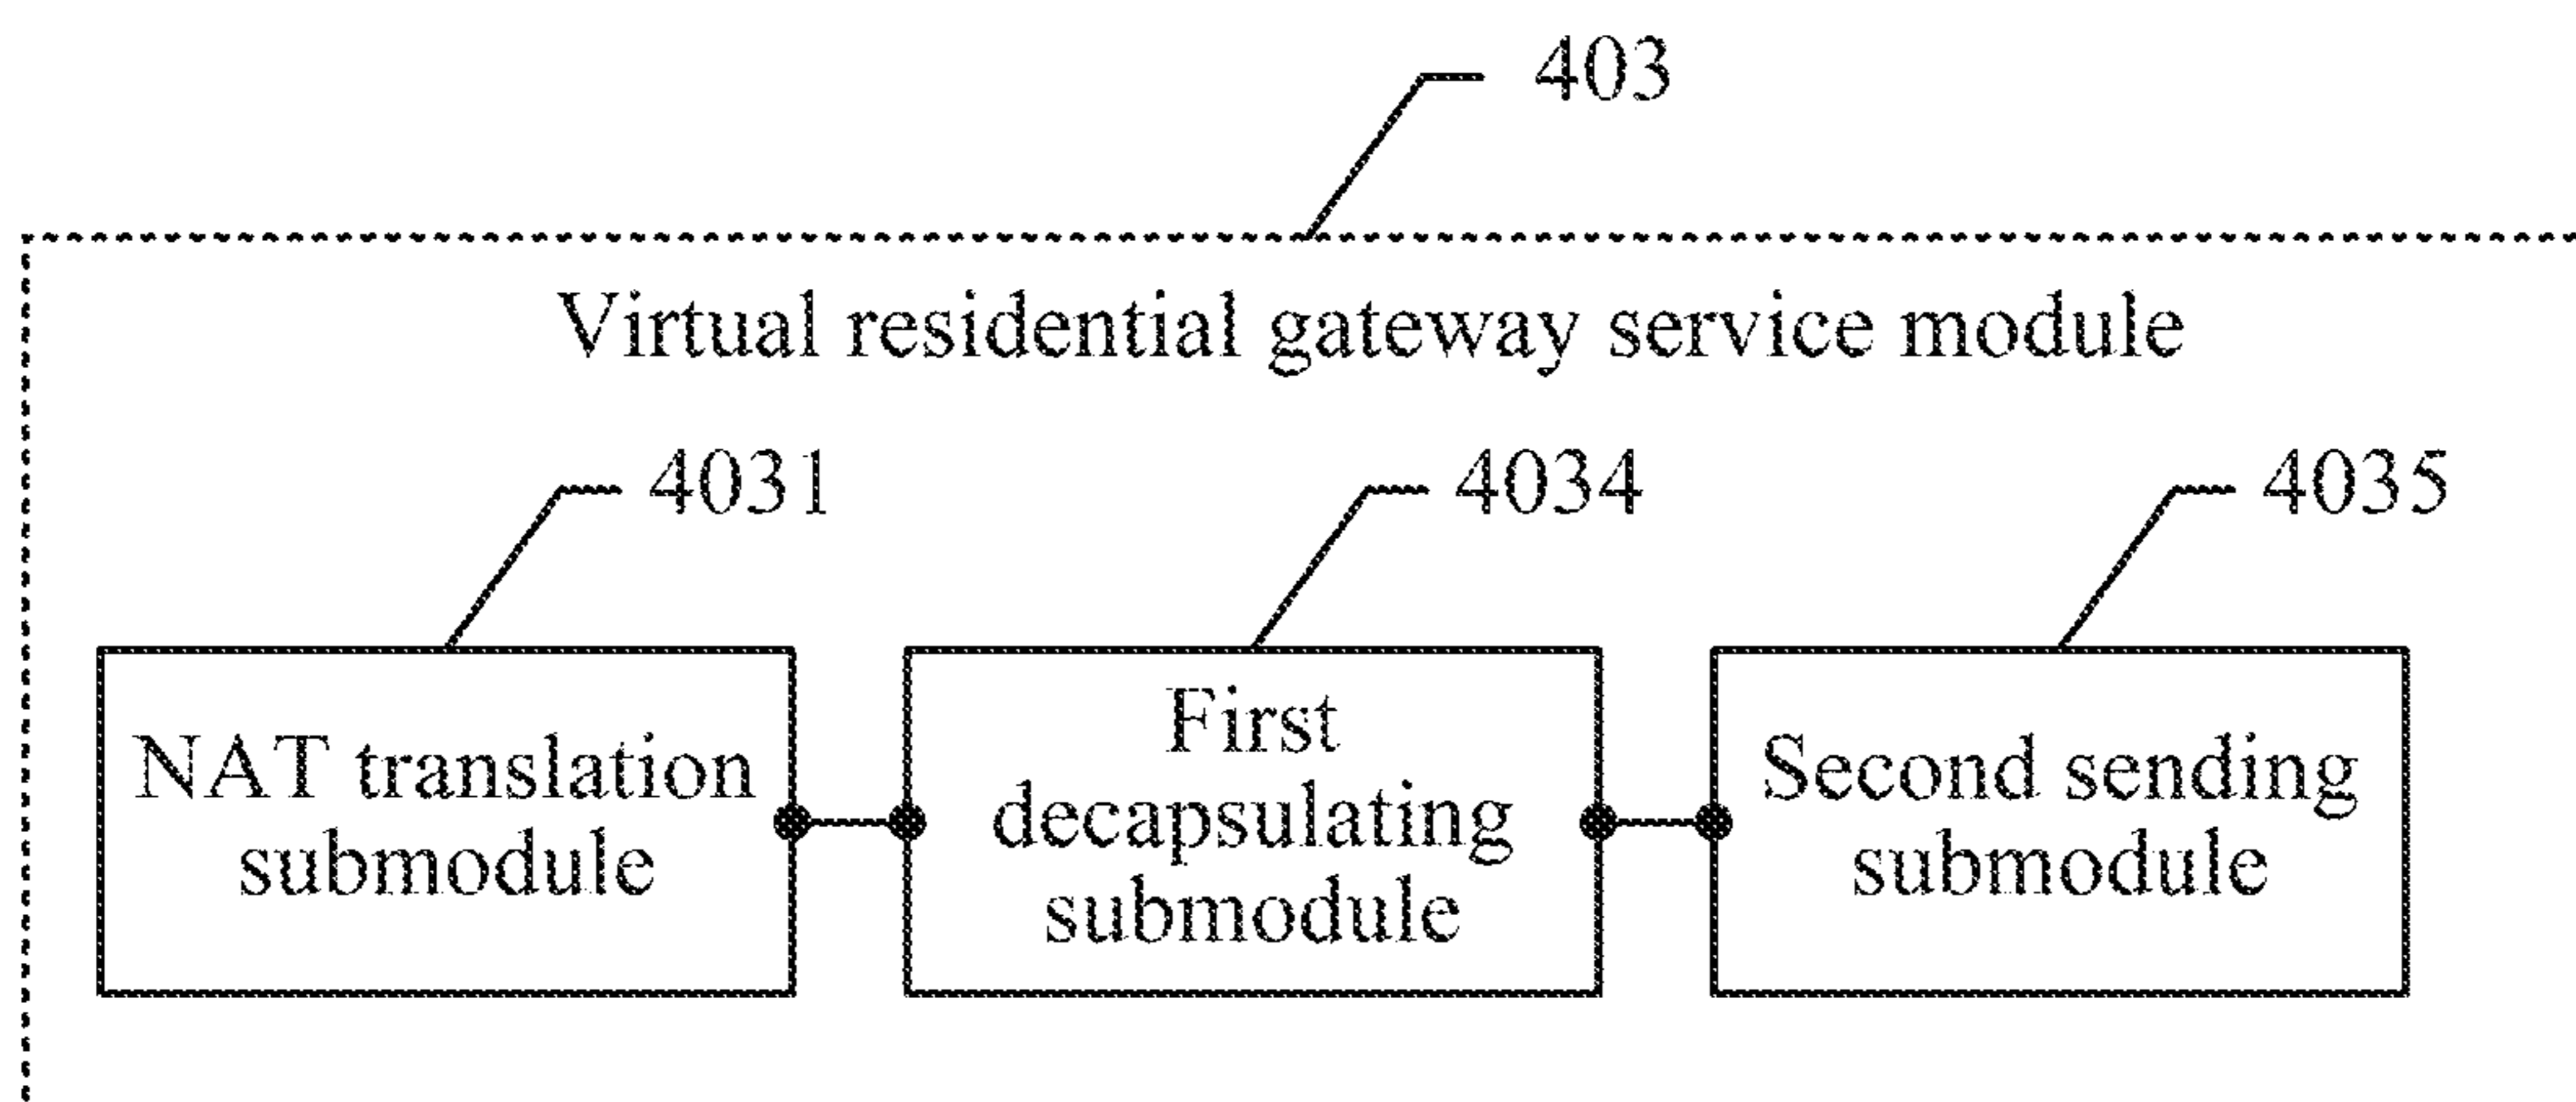 403
Virtual residential gateway service module
4031
4034
4035
NAT translation
submodule
First
decapsulating
submodule
Second sending
submodule